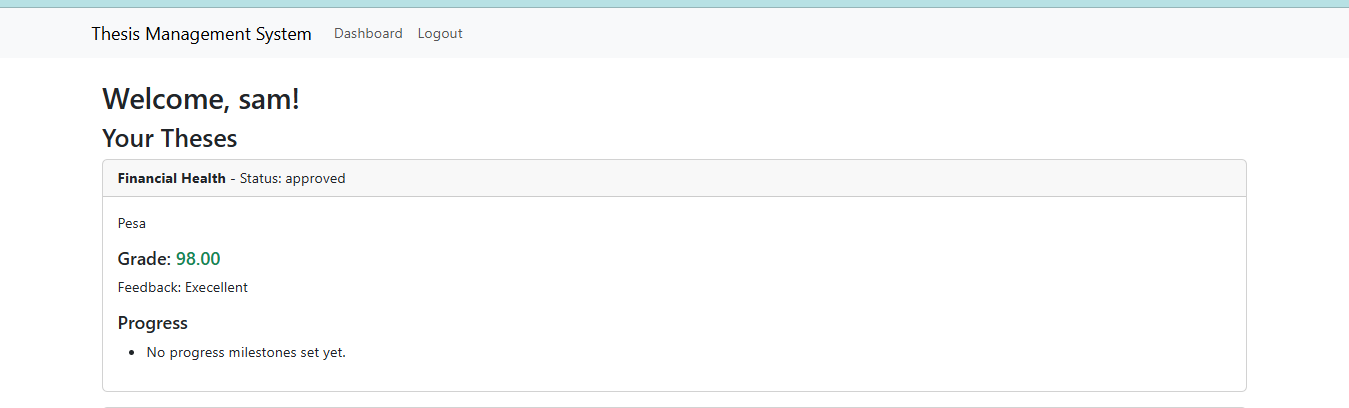 Thesis Management System Dashboard Logout
Welcome, sam!
Your Theses
Financial Health - Status: approved
Pesa
Grade: 98.00
Feedback: Execellent
Progress
• No progress milestones set yet.